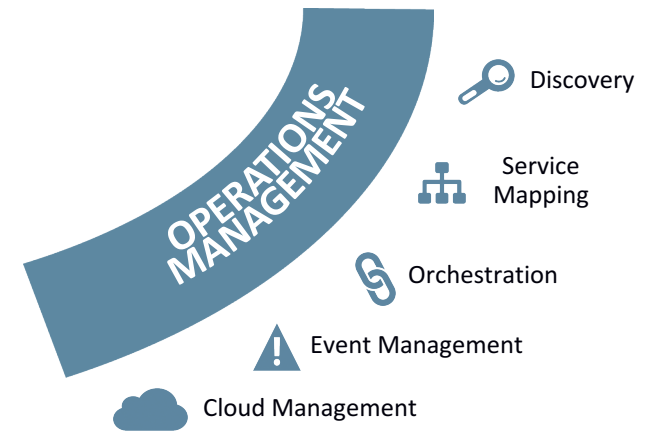 OPERATIONS
MANAGEMENT
Discovery
Service
Mapping
Orchestration
Event Management
Cloud Management